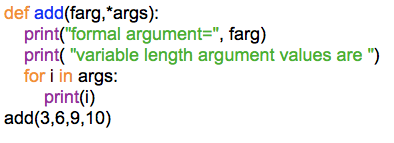 def add(farg,*args):
    print("formal argument=", farg)
    print( "variable length argument values are ")
    for i in args:
        print(i)
add(3,6,9,10)